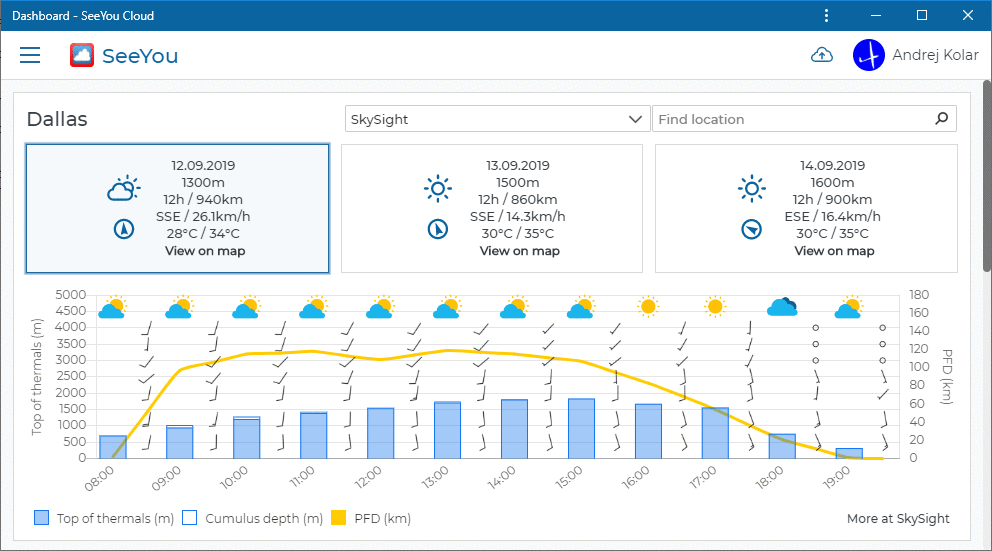 Dashboard - SeeYou Cloud
SeeYou
Andrej Kolar
Dallas
SkySight
Find location
12.09.2019
1300m
12h / 940km
SSE / 26.1km/h
28°C / 34°C
View on map
13.09.2019
1500m
12h / 860km
SSE / 14.3km/h
30°C / 35°C
View on map
14.09.2019
1600m
12h / 900km
ESE / 16.4km/h
30°C / 35°C
View on map
Top of thermals (m)
5000
4500
4000
3500
3000
2500
2000
1500
1000
500
0
180
160
140
120
100
80
60
40
20
0
PFD (km)
08:00
09:00
10:00
11:00
12:00
13:00
14:00
15:00
16:00
17:00
18:00
19:00
Top of thermals (m)
Cumulus depth (m)
PFD (km)
More at SkySight